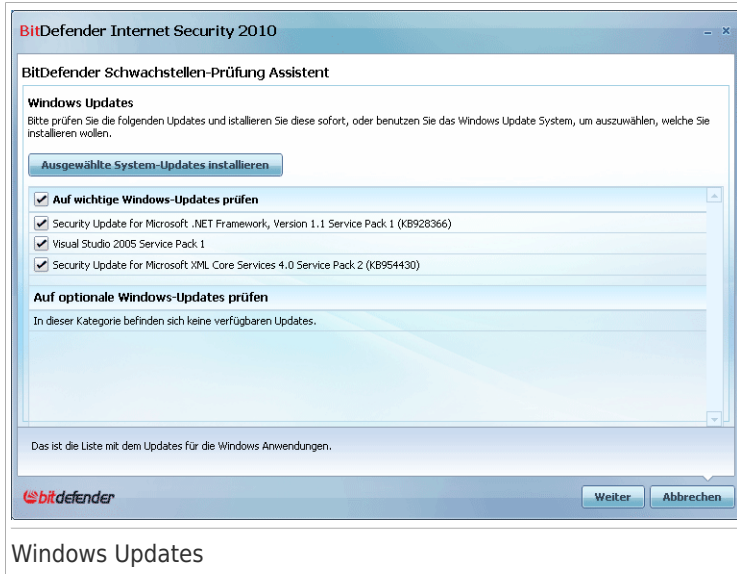 BitDefender Internet Security 2010
BitDefender Schwachstellen-Prüfung Assistent
Windows Updates
Bitte prüfen Sie die folgenden Updates und istallieren Sie diese sofort, oder benutzen Sie das Windows Update System, um auszuwählen, welche Sie
installieren wollen.
Ausgewählte System-Updates installieren
Auf wichtige Windows-Updates prüfen
Security Update for Microsoft .NET Framework, Version 1.1 Service Pack 1 (KB928366)
Visual Studio 2005 Service Pack 1
Security Update for Microsoft XML Core Services 4.0 Service Pack 2 (KB954430)
Auf optionale Windows-Updates prüfen
In dieser Kategorie befinden sich keine verfügbaren Updates.
Das ist die Liste mit dem Updates für die Windows Anwendungen.
bitdefender
Weiter
Abbrechen
Windows Updates